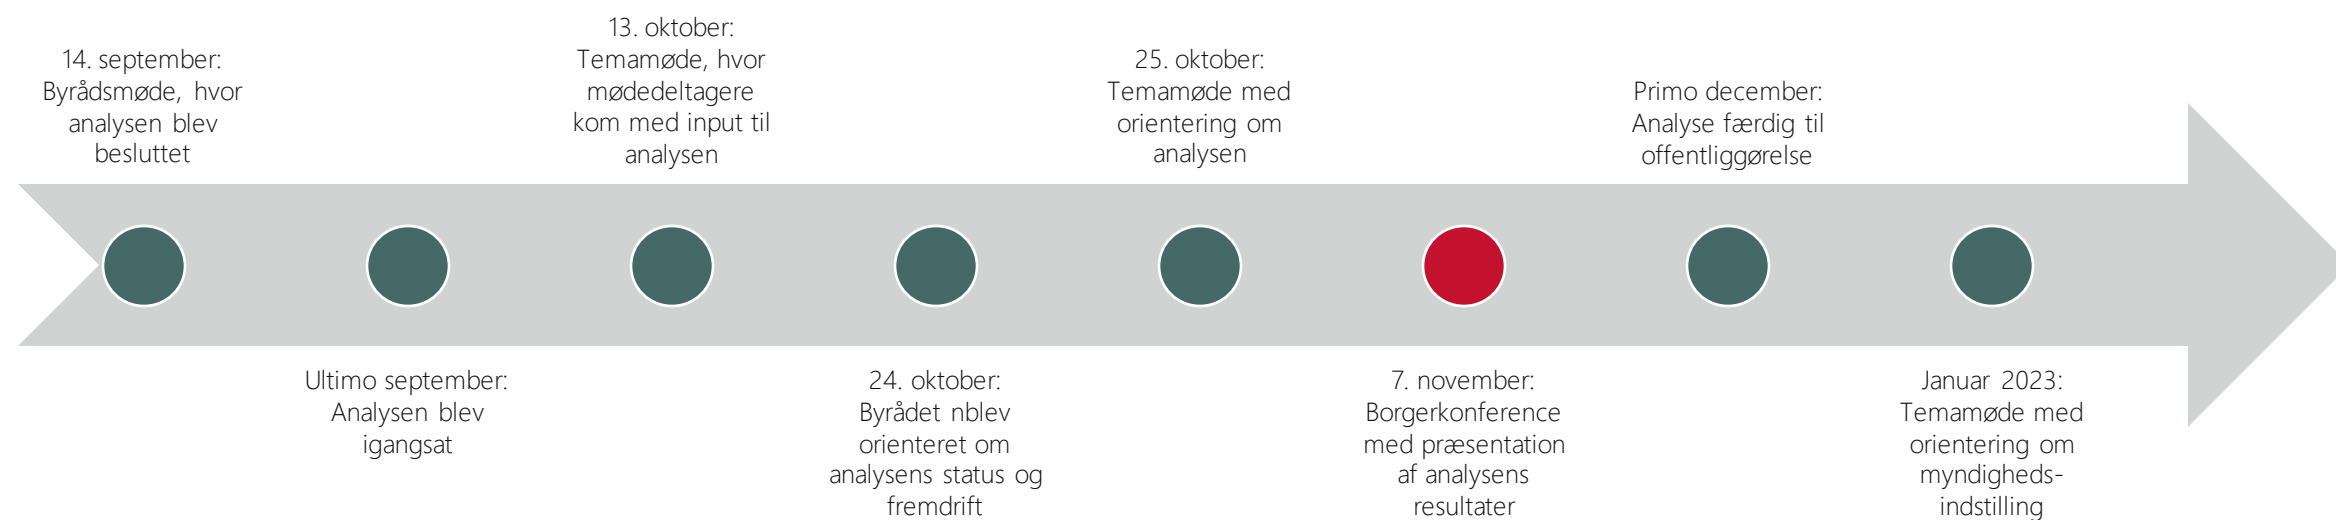 14. september:
Byrådsmøde, hvor
analysen blev
besluttet
Ultimo september:
Analysen blev
igangsat
13. oktober:
Temamøde, hvor
mødedeltagere
kom med input til
analysen
24. oktober:
Byrådet nblev
orienteret om
analysens status og
fremdrift
25. oktober:
Temamøde med
orientering om
analysen
7. november:
Borgerkonference
med præsentation
af analysens
resultater
Primo december:
Analyse færdig til
offentliggørelse
Januar 2023:
Temamøde med
orientering om
myndigheds-
indstilling